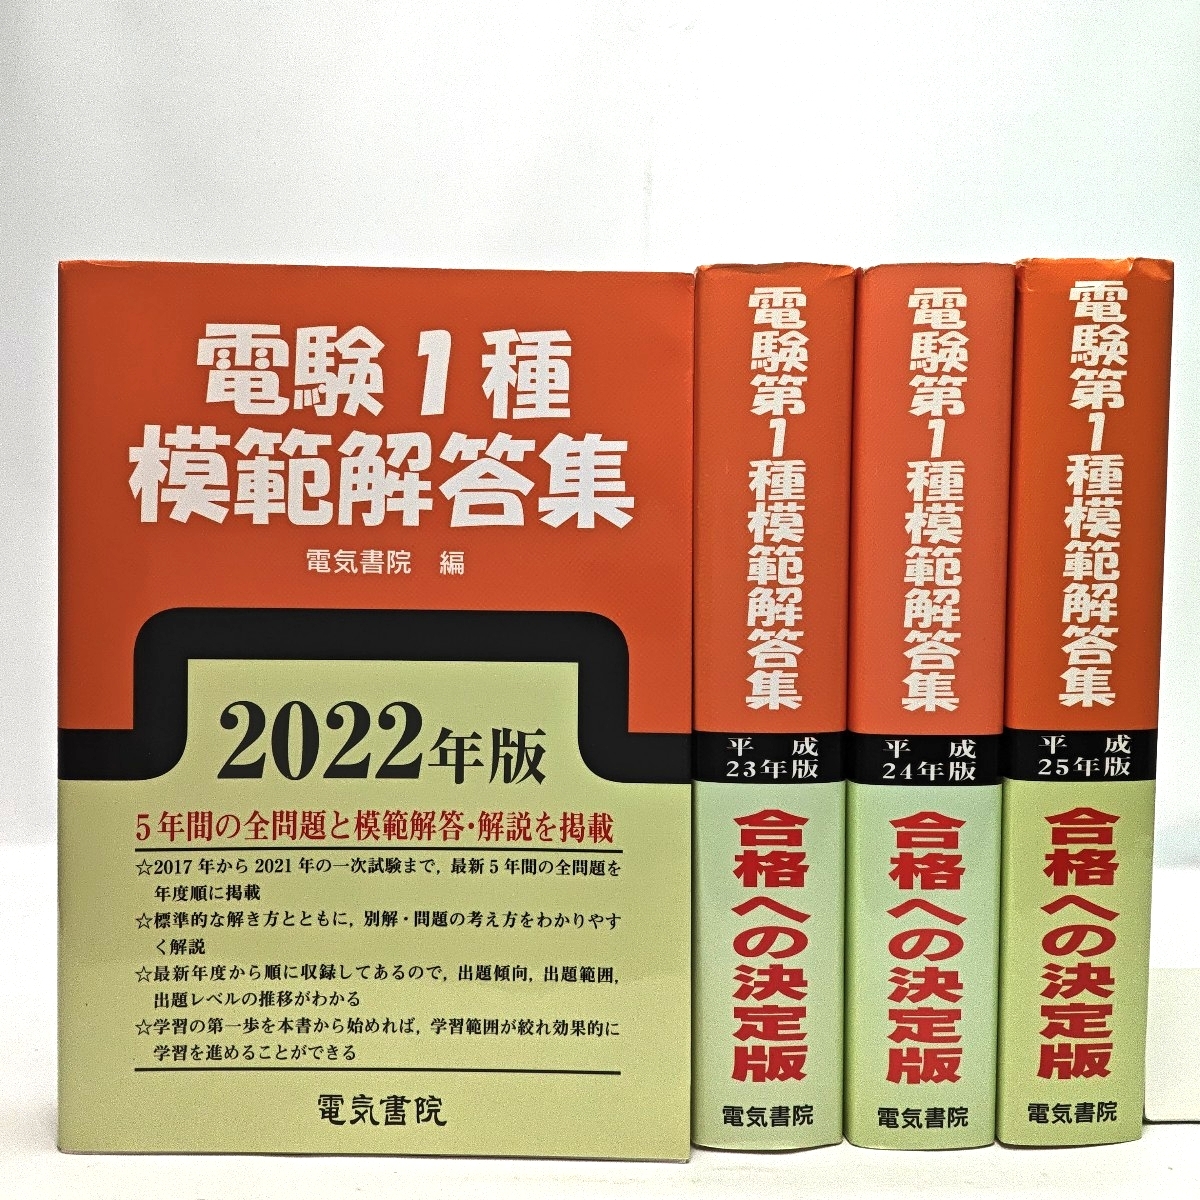 電験1種
模範解答集
電気書院 編
2022年版
5年間の全問題と模範解答・解説を掲載
☆2017年から2021年の一次試験まで,最新5年間の全問題を
年度順に掲載
☆標準的な解き方とともに,別解・問題の考え方をわかりやす
く解説
☆最新年度から順に収録してあるので,出題傾向,出題範囲,
出題レベルの推移がわかる
☆学習の第一歩を本書から始めれば,学習範囲が絞れ効果的に
学習を進めることができる
電気書院
電験第1種模範解答集
平成
23年版
合格への決定版
電気書院
電験第1種模範解答集
平成
24年版
合格への決定版
電気書院
電験第1種模範解答集
平成
25年版
合格への決定版
電気書院